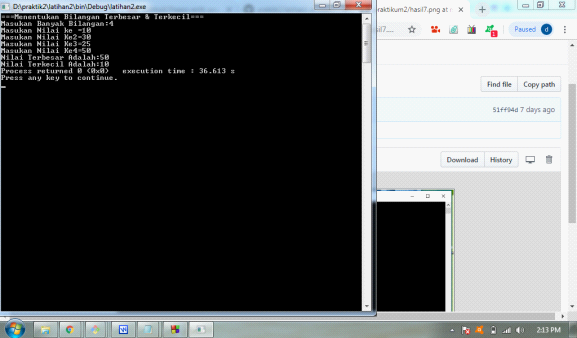 D:\praktik2\latihan2\bin\Debug\latihan2.exe
===Menentukan Bilangan Terbesar & Terkecil===
Masukan Banyak Bilangan:4
Masukan Nilai ke =10
Masukan Nilai Ke2=30
Masukan Nilai Ke3=25
Masukan Nilai Ke4=50
Nilai Terbesar Adalah:50
Nilai Terkecil Adalah:10
Process returned 0 (0x0)   execution time : 36.613 s
Press any key to continue.
raktikum2/hasil7.png at
sil7....
Paused
d
Find file
Copy path
51ff94d 7 days ago
Download
History
2:13 PM